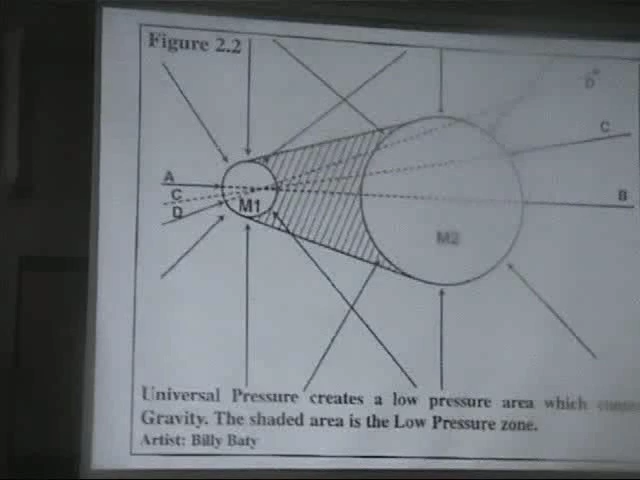 Figure 2.2
D
C
A
C
B
D
M1
M2
Universal Pressure creates a low pressure area which
Gravity. The shaded area is the Low Pressure zone.
Artist: Billy Baty